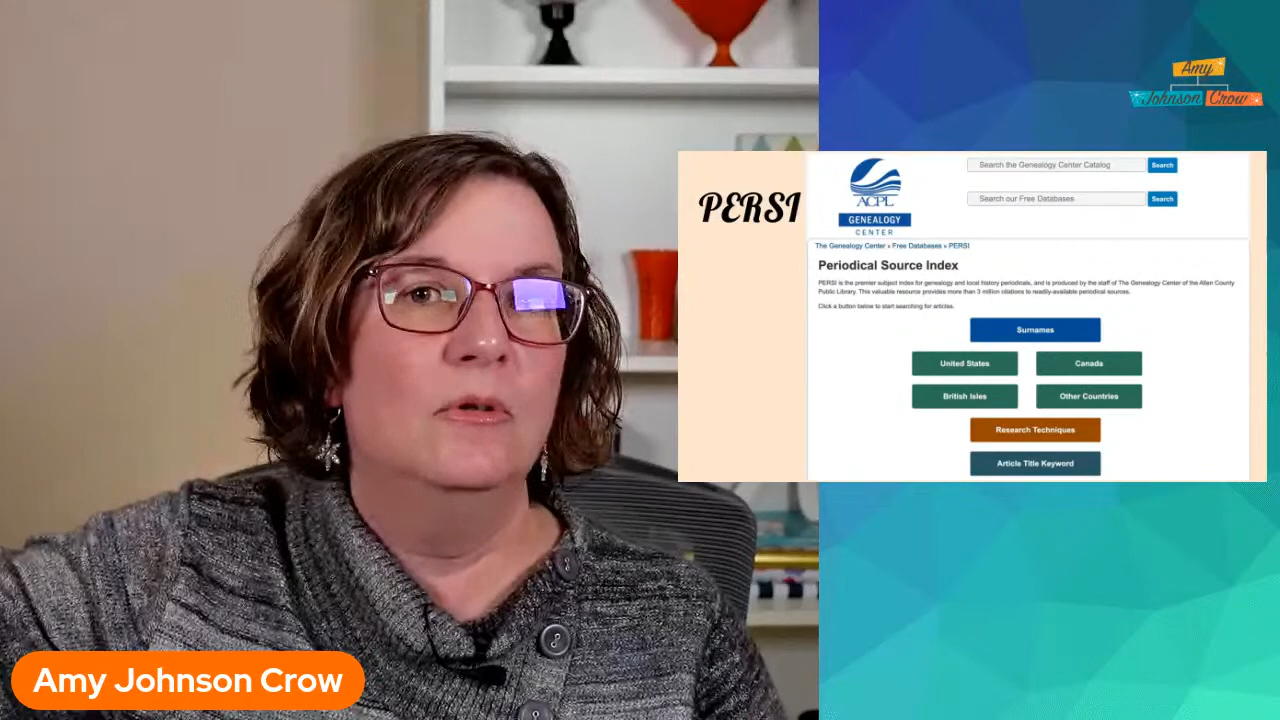 Amy
Johnson Crow
PERSI
ACPL
GENEALOGY
CENTER
Search the Genealogy Center Catalog
Search
Search our Free Databases
Search
The Genealogy Center » Free Databases » PERSI
Periodical Source Index
PERSI is the premier subject index for genealogy and local history periodicals, and is produced by the staff of The Genealogy Center of the Allen County
Public Library. This valuable resource provides more than 3 million citations to readily-available periodical sources.
Click a button below to start searching for articles.
Surnames
United States
Canada
British Isles
Other Countries
Research Techniques
Article Title Keyword
Amy Johnson Crow